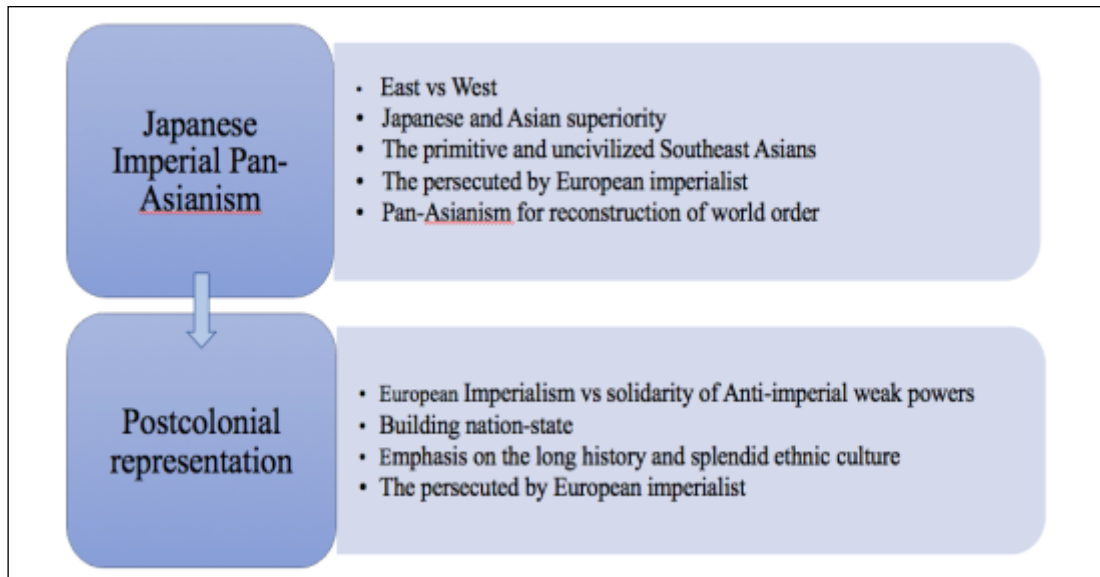 Japanese
Imperial Pan-
Asianism
• East vs West
• Japanese and Asian superiority
• The primitive and uncivilized Southeast Asians
• The persecuted by European imperialist
• Pan-Asianism for reconstruction of world order
Postcolonial
representation
• European Imperialism vs solidarity of Anti-imperial weak powers
• Building nation-state
• Emphasis on the long history and splendid ethnic culture
• The persecuted by European imperialist